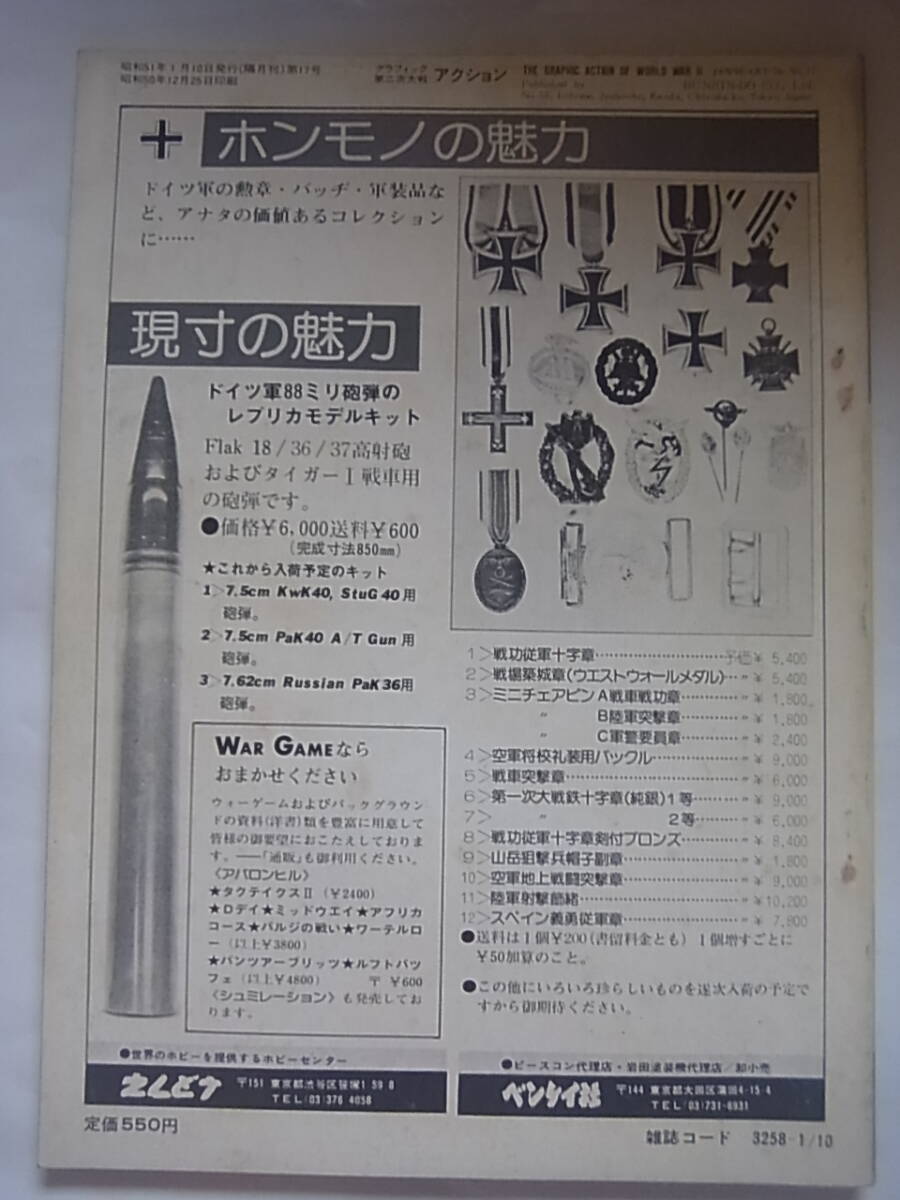 昭和51年1月10日発行(隔月刊)第17号
昭和50年12月25日印刷
グラフィック
第二次大戦 アクション
THE GRAPHIC ACTION OF WORLD WAR II
Published by
ホンモノの魅力
ドイツ軍の勲章・バッヂ・軍装品な
ど、アナタの価値あるコレクション
に……
現寸の魅力
ドイツ軍88ミリ砲弾の
レプリカモデルキット
Flak 18/36/37高射砲
およびタイガーⅠ戦車用
の砲弾です。
●価格¥6,000送料¥600
(完成寸法850mm)
★これから入荷予定のキット
1>7.5cm KwK40, StuG40用
砲弾。
2>7.5cm PaK40 A/T Gun用
砲弾。
3>7.62cm Russian PaK36用
砲弾。
WAR GAMEなら
おまかせください
ウォーゲームおよびバックグラウン
ドの資料(洋書)類を豊富に用意して
皆様の御要望におこたえしておりま
す。——「通販」も御利用ください。
〈アバロンヒル〉
★タクテイクスⅡ (¥2400)
★Dデイ★ミッドウエイ★アフリカ
コース★バルジの戦い★ワーテルロ
ー (以上¥3800)
★パンツアーブリッツ★ルフトバッ
フェ (以上¥4800) 〒¥600
〈シュミレーション〉も発売してお
ります。
1>戦功従軍十字章……………………予価¥ 5,400
2>戦場築城章(ウエストウォールメダル)…〃¥ 5,400
3>ミニチェアピンA戦車戦功章…………〃¥ 1,800
〃 B陸軍突撃章…………〃¥ 1,800
〃 C軍警要員章…………〃¥ 2,400
4>空軍将校礼装用バックル………………〃¥ 9,000
5>戦車突撃章………………………………〃¥ 6,000
6>第一次大戦鉄十字章(純銀)1等………〃¥ 9,000
7> 〃 2等………〃¥ 6,000
8>戦功従軍十字章剣付ブロンズ…………〃¥ 8,400
9>山岳狙撃兵帽子副章……………………〃¥ 1,800
10>空軍地上戦闘突撃章……………………〃¥ 9,000
11>陸軍射撃飾緒……………………………〃¥10,200
12>スペイン義勇従軍章……………………〃¥ 7,800
●送料は1個¥200(書留料金とも) 1個増すごとに
¥50加算のこと。
●この他にいろいろ珍らしいものを逐次入荷の予定で
すから御期待ください。
●世界のホビーを提供するホビーセンター
えんどう 〒151 東京都渋谷区笹塚1 59 8
TEL(03)376 4058
●ピースコン代理店・岩田塗装機代理店/卸小売
ベンケイ社 〒144 東京都大田区蒲田4-15-4
TEL(03)731-6931
定価550円
雑誌コード 3258-1/10